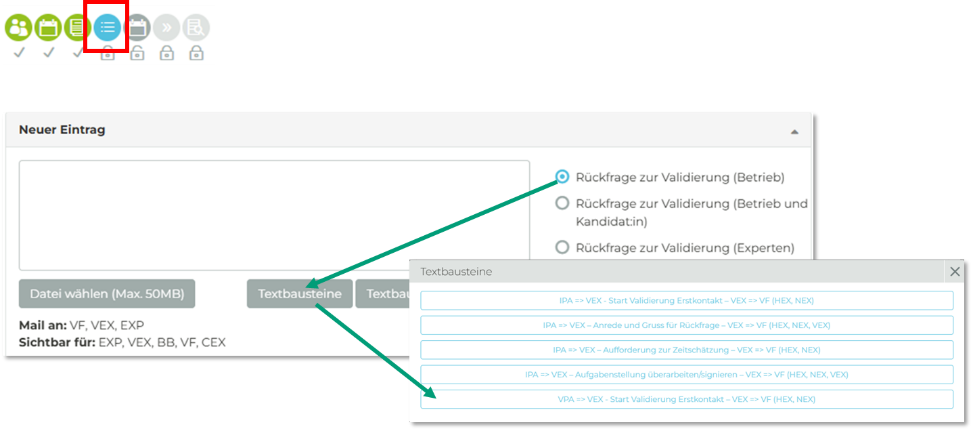 Neuer Eintrag
Rückfrage zur Validierung (Betrieb)
Rückfrage zur Validierung (Betrieb und
Kandidat:in)
Rückfrage zur Validierung (Experten)
Datei wählen (Max. 50MB)
Textbausteine
Mail an: VF, VEX, EXP
Sichtbar für: EXP, VEX, BB, VF, CEX
Textbausteine
IPA => VEX - Start Validierung Erstkontakt – VEX => VF (HEX, NEX)
IPA => VEX – Anrede und Gruss für Rückfrage – VEX => VF (HEX, NEX, VEX)
IPA => VEX – Aufforderung zur Zeitschätzung – VEX => VF (HEX, NEX)
IPA => VEX – Aufgabenstellung überarbeiten/signieren – VEX => VF (HEX, NEX, VEX)
VPA => VEX - Start Validierung Erstkontakt – VEX => VF (HEX, NEX)